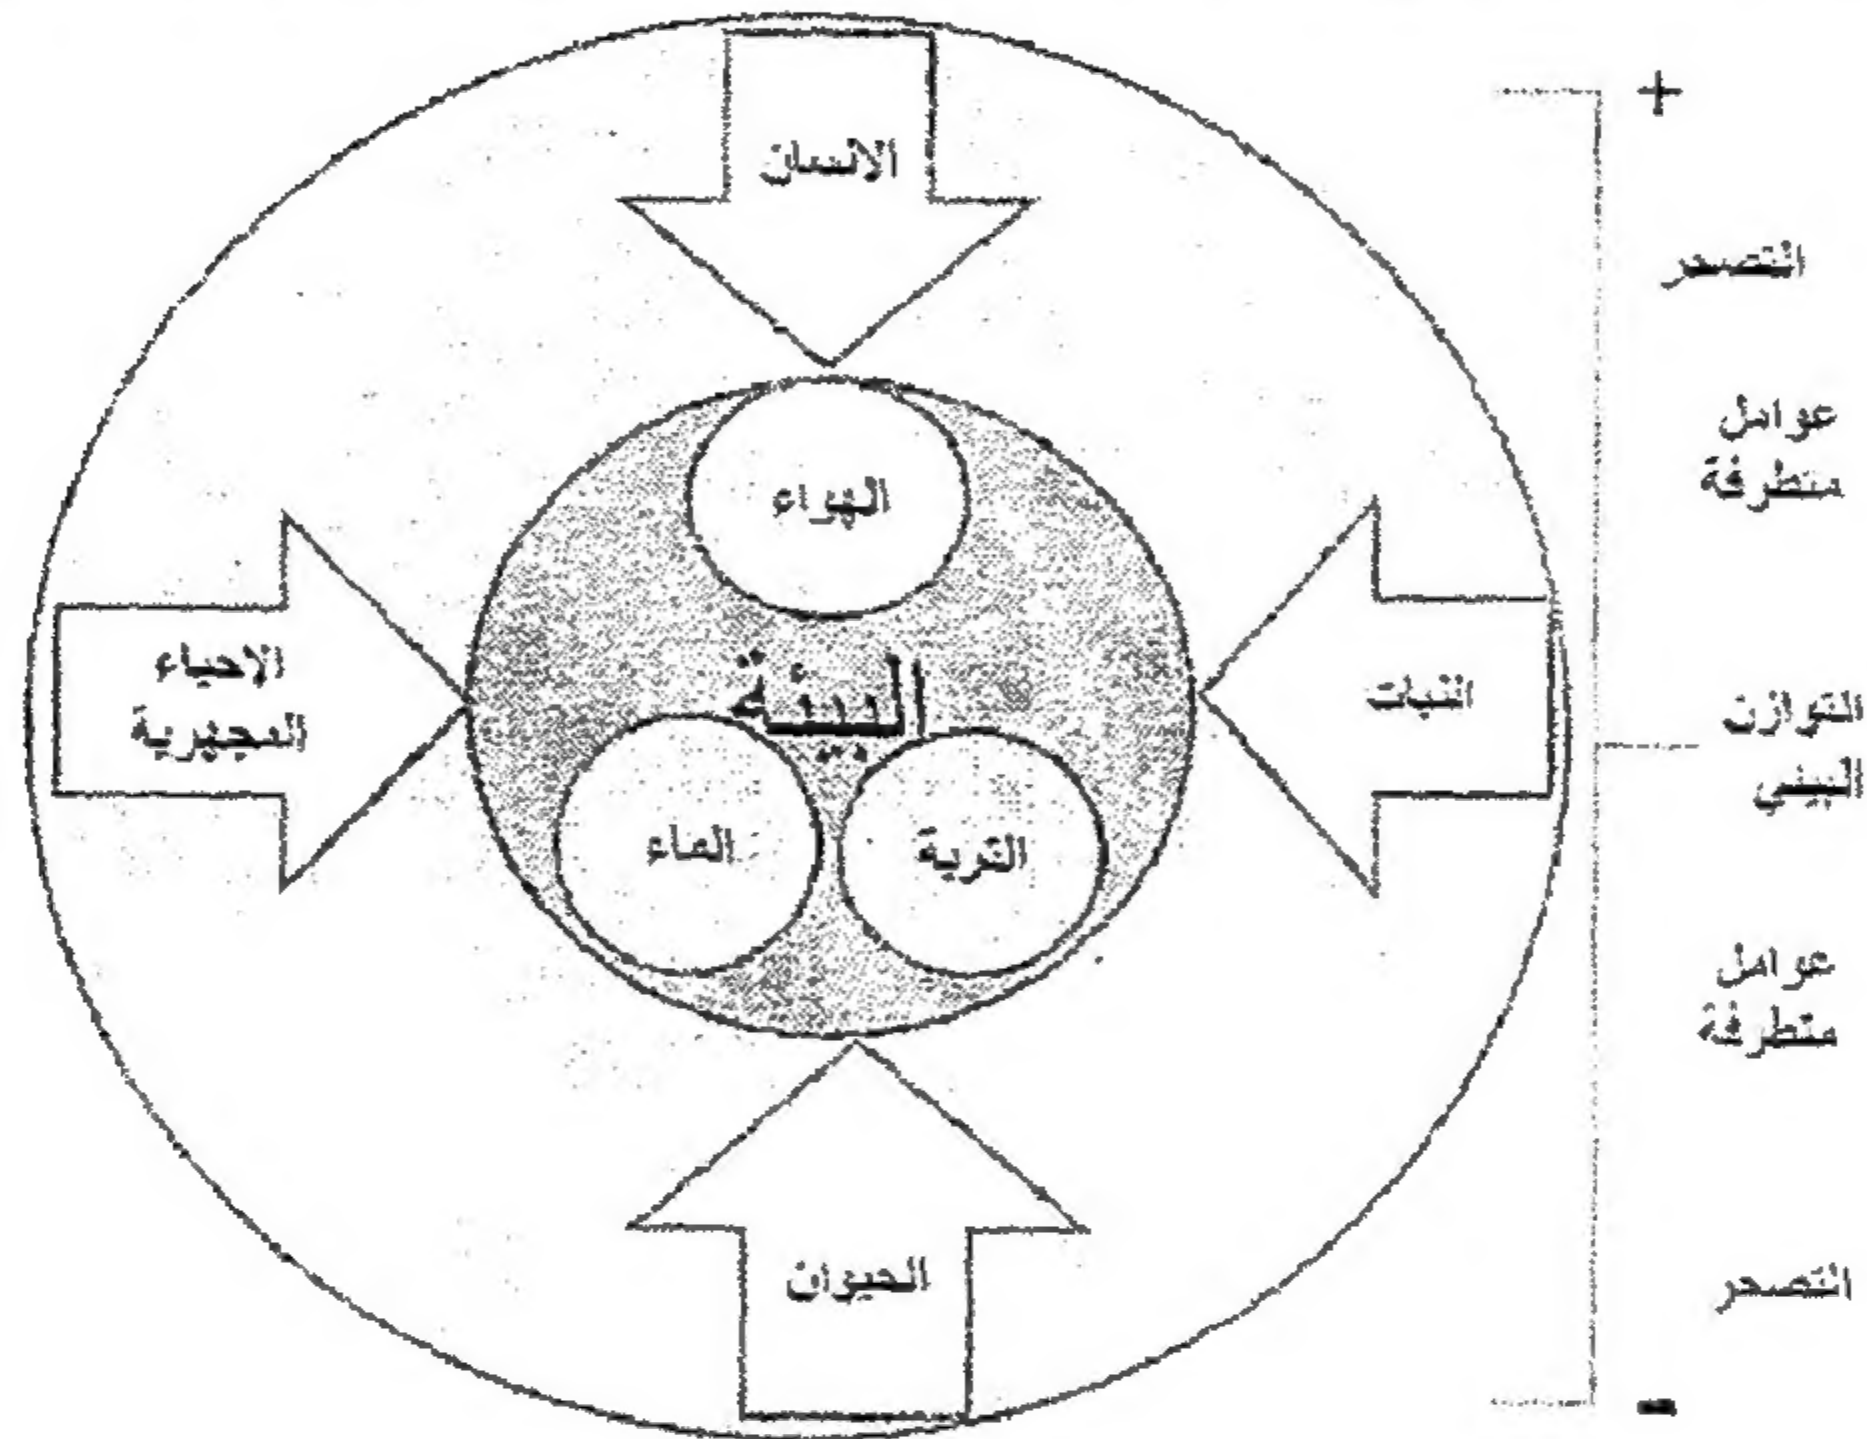 +
الانسان
التصحر
عوامل
متطرفة
الهواء
الاحياء
المجهرية
البيئة
النبات
التوازن
البيئي
الماء
التربة
عوامل
متطرفة
الحيوان
التصحر
-